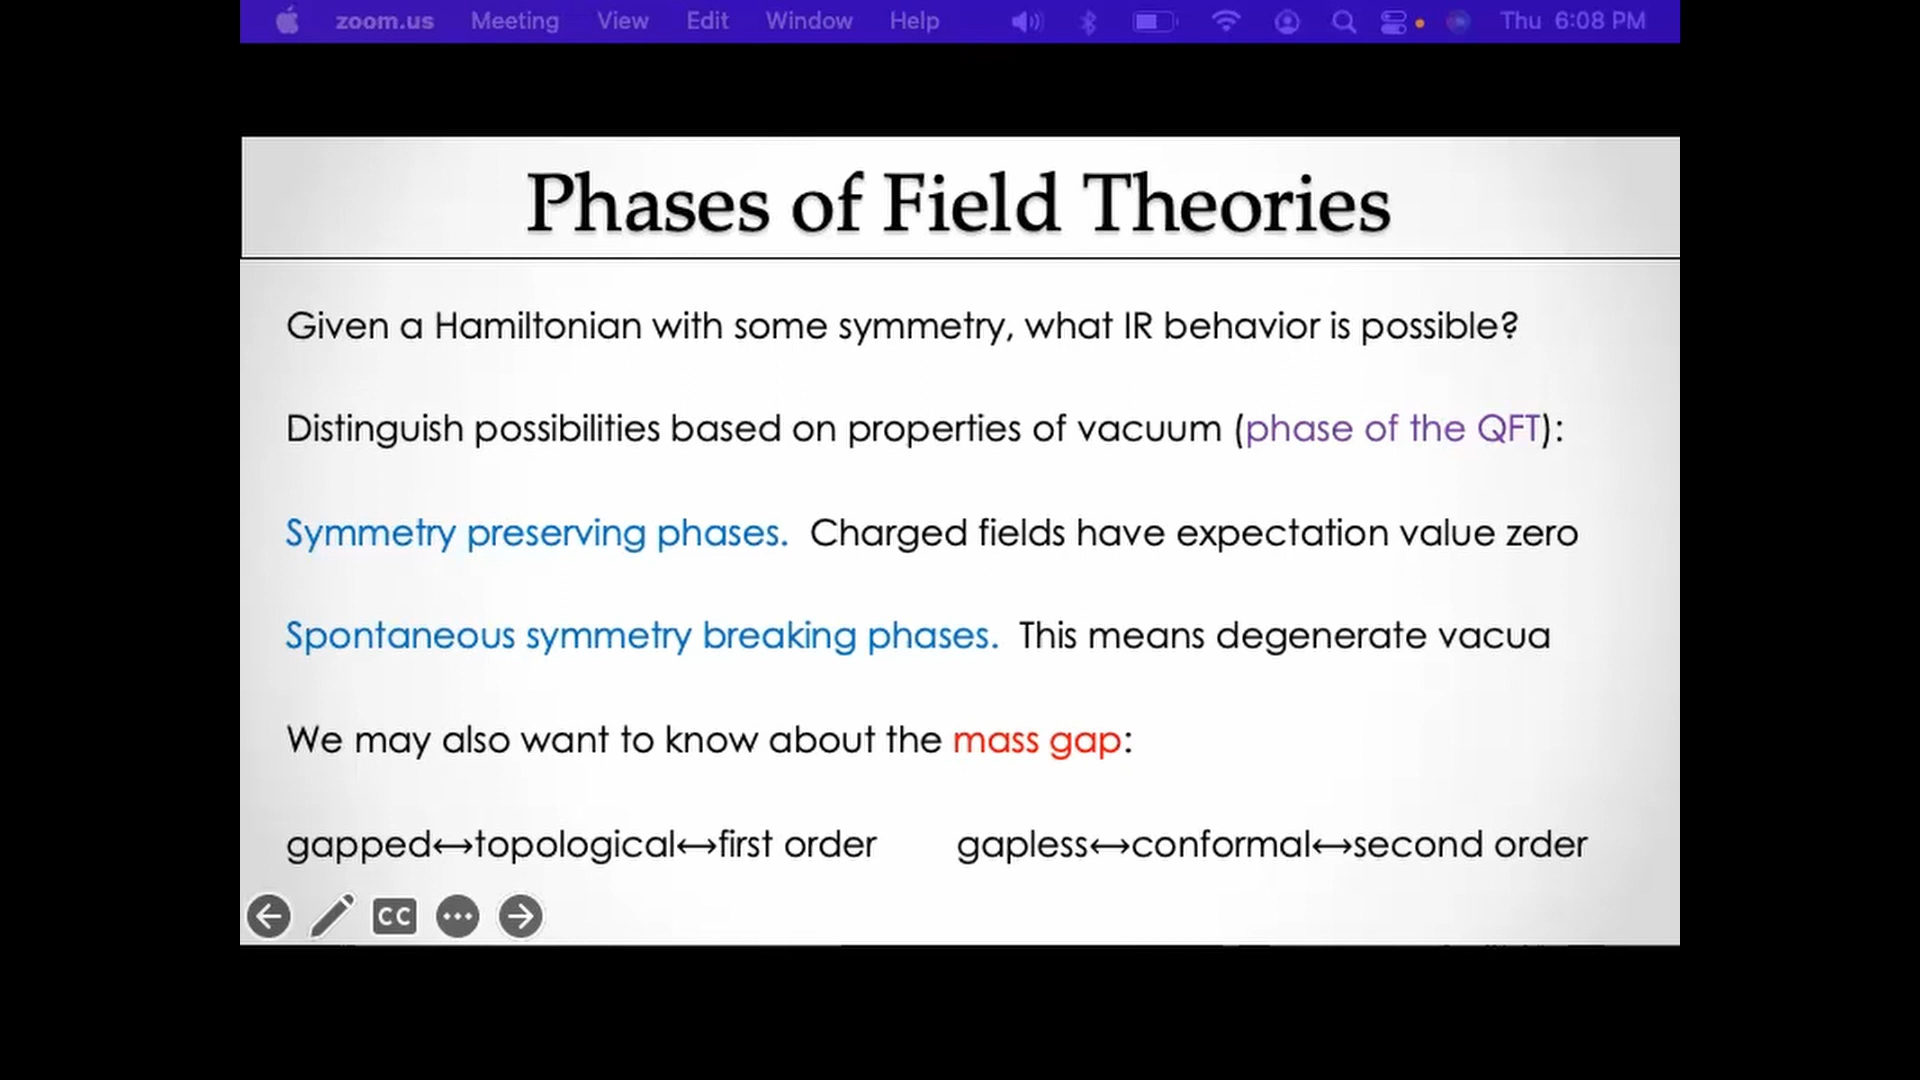 zoom.us Meeting View Edit Window Help Thu 6:08 PM
Phases of Field Theories
Given a Hamiltonian with some symmetry, what IR behavior is possible?
Distinguish possibilities based on properties of vacuum (phase of the QFT):
Symmetry preserving phases. Charged fields have expectation value zero
Spontaneous symmetry breaking phases. This means degenerate vacua
We may also want to know about the mass gap:
gapped↔topological↔first order gapless↔conformal↔second order
CC